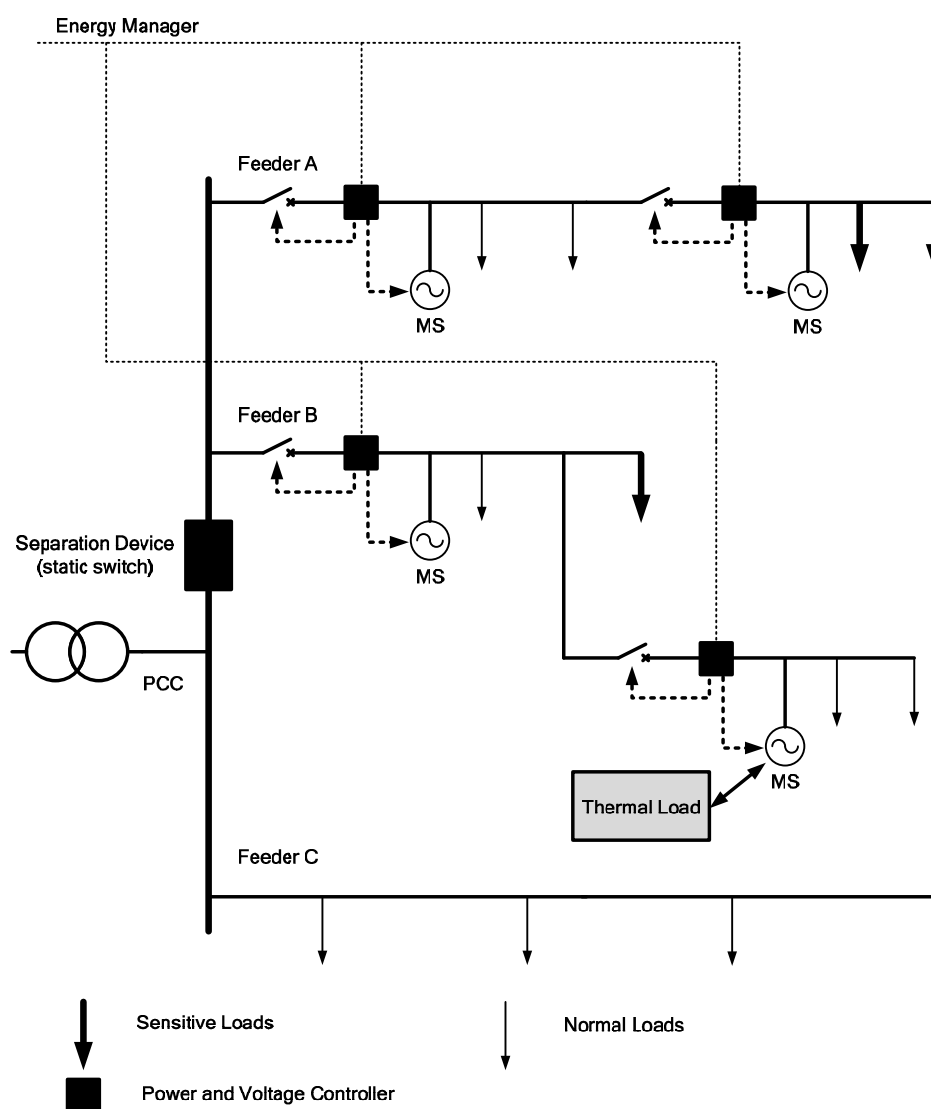 Energy Manager
Feeder A
MS
MS
Feeder B
MS
Separation Device
(static switch)
PCC
MS
Thermal Load
Feeder C
Sensitive Loads
Normal Loads
Power and Voltage Controller